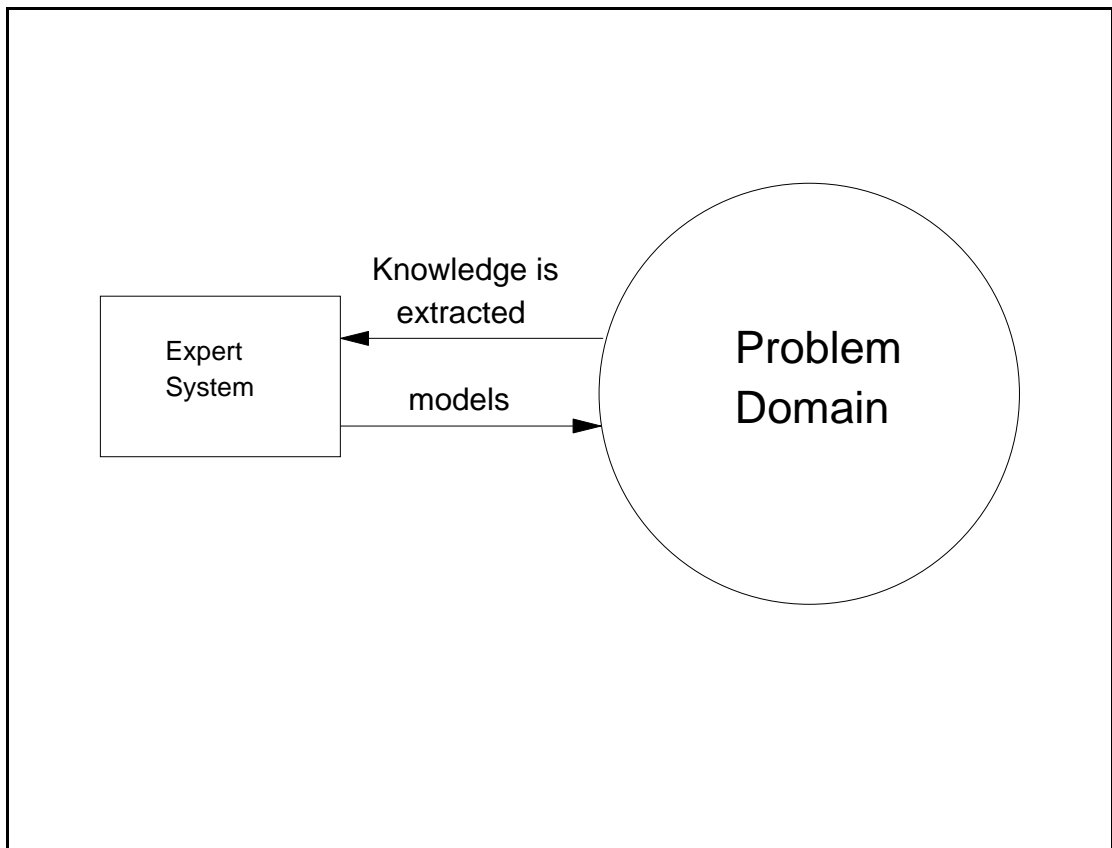 Knowledge is
extracted
Expert
System
models
Problem
Domain